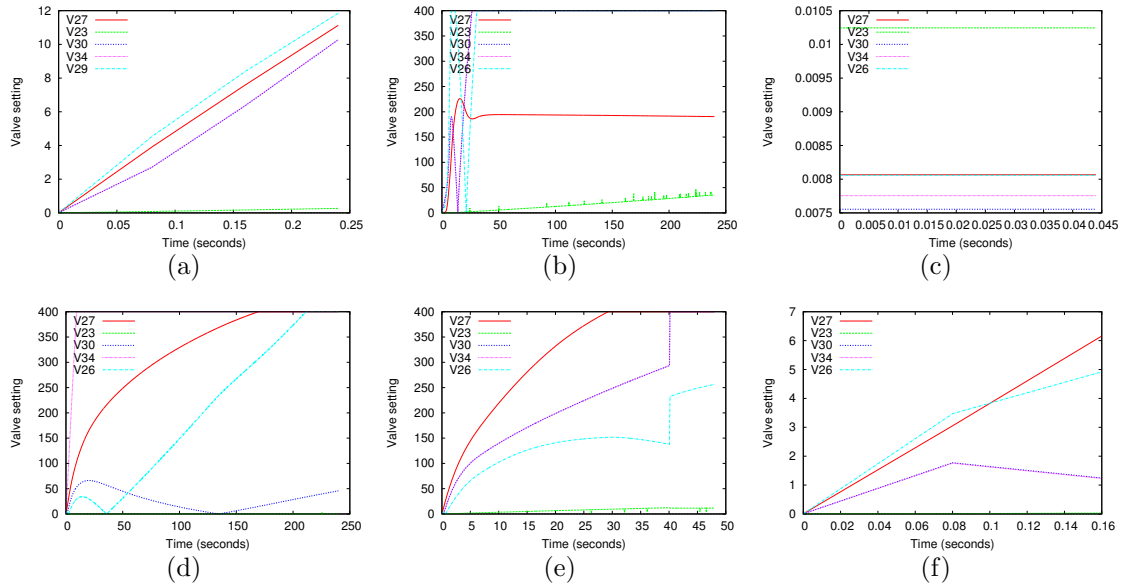 12
10
8
6
4
2
0
Valve setting
V27
V23
V30
V34
V29
0 0.05 0.1 0.15 0.2 0.25
Time (seconds)
(a)
400
350
300
250
200
150
100
50
0
Valve setting
V27
V23
V30
V34
V26
0 50 100 150 200 250
Time (seconds)
(b)
0.0105
0.01
0.0095
0.009
0.0085
0.008
0.0075
Valve setting
V27
V23
V30
V34
V26
0 0.005 0.01 0.015 0.02 0.025 0.03 0.035 0.04 0.045
Time (seconds)
(c)
400
350
300
250
200
150
100
50
0
Valve setting
V27
V23
V30
V34
V26
0 50 100 150 200 250
Time (seconds)
(d)
400
350
300
250
200
150
100
50
0
Valve setting
V27
V23
V30
V34
V26
0 5 10 15 20 25 30 35 40 45 50
Time (seconds)
(e)
7
6
5
4
3
2
1
0
Valve setting
V27
V23
V30
V34
V26
0 0.02 0.04 0.06 0.08 0.1 0.12 0.14 0.16
Time (seconds)
(f)